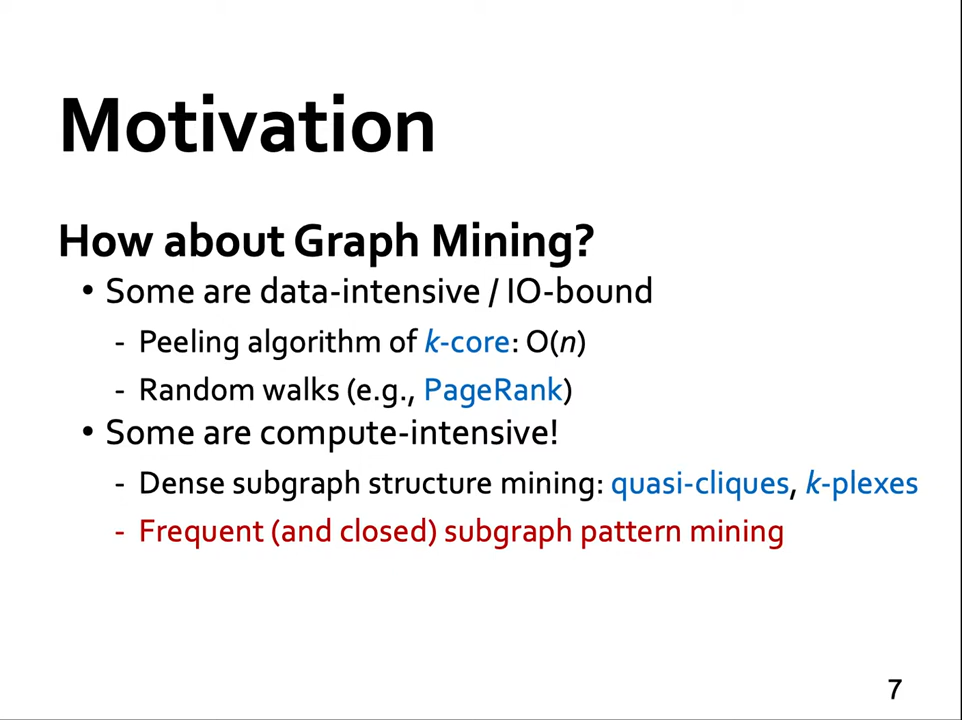 Motivation
How about Graph Mining?
• Some are data-intensive / IO-bound
- Peeling algorithm of k-core: O(n)
- Random walks (e.g., PageRank)
• Some are compute-intensive!
- Dense subgraph structure mining: quasi-cliques, k-plexes
- Frequent (and closed) subgraph pattern mining
7